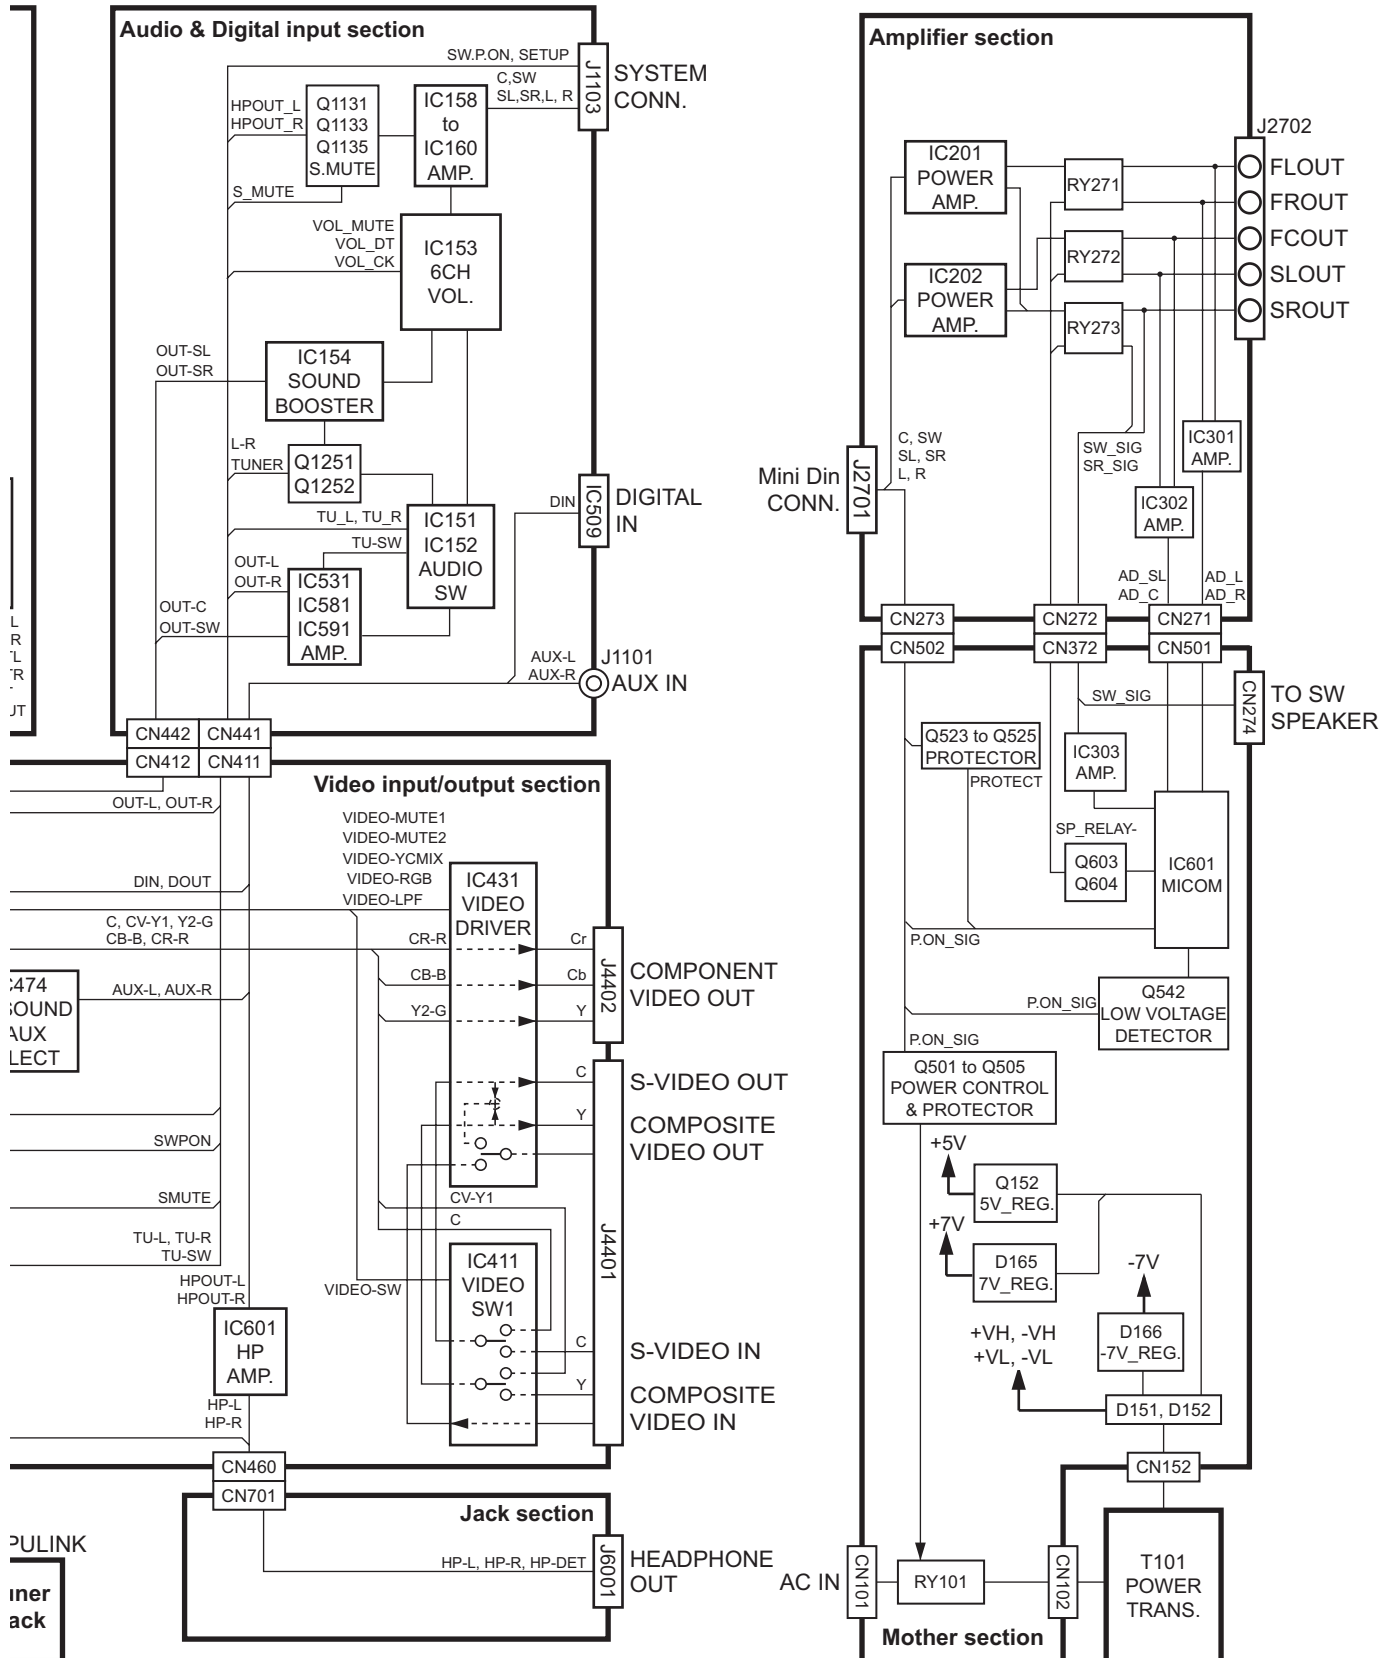 Audio & Digital input section
SW.P.ON, SETUP
C,SW
SL,SR,L, R
J1103
SYSTEM
CONN.
HPOUT_L
HPOUT_R
Q1131
Q1133
Q1135
S.MUTE
IC158
to
IC160
AMP.
S_MUTE
VOL_MUTE
VOL_DT
VOL_CK
IC153
6CH
VOL.
OUT-SL
OUT-SR
IC154
SOUND
BOOSTER
L-R
TUNER
Q1251
Q1252
DIN
IC509
DIGITAL
IN
TU_L, TU_R
TU-SW
IC151
IC152
AUDIO
SW
OUT-L
OUT-R
IC531
IC581
IC591
AMP.
OUT-C
OUT-SW
AUX-L
AUX-R
J1101
AUX IN
L
R
TR
CN442
CN441
CN412
CN411
Video input/output section
OUT-L, OUT-R
VIDEO-MUTE1
VIDEO-MUTE2
VIDEO-YCMIX
VIDEO-RGB
VIDEO-LPF
DIN, DOUT
IC431
VIDEO
DRIVER
C, CV-Y1, Y2-G
CB-B, CR-R
CR-R
Cr
CB-B
Cb
Y2-G
Y
J4402
COMPONENT
VIDEO OUT
C474
SOUND
AUX
LECT
AUX-L, AUX-R
C
S-VIDEO OUT
Y
COMPOSITE
VIDEO OUT
SWPON
SMUTE
CV-Y1
C
J4401
TU-L, TU-R
TU-SW
HPOUT-L
HPOUT-R
VIDEO-SW
IC411
VIDEO
SW1
IC601
HP
AMP.
C
S-VIDEO IN
Y
COMPOSITE
VIDEO IN
HP-L
HP-R
CN460
CN701
Jack section
HP-L, HP-R, HP-DET
J6001
HEADPHONE
OUT
PULINK
uner
ack
Amplifier section
J2702
IC201
POWER
AMP.
RY271
FLOUT
FROUT
IC202
POWER
AMP.
RY272
FCOUT
SLOUT
RY273
SROUT
Mini Din
CONN.
J2701
C, SW
SL, SR
L, R
SW_SIG
SR_SIG
IC301
AMP.
IC302
AMP.
AD_SL
AD_C
AD_L
AD_R
CN273
CN272
CN271
CN502
CN372
CN501
SW_SIG
CN274
TO SW
SPEAKER
Q523 to Q525
PROTECTOR
PROTECT
IC303
AMP.
SP_RELAY-
Q603
Q604
IC601
MICOM
P.ON_SIG
P.ON_SIG
Q542
LOW VOLTAGE
DETECTOR
P.ON_SIG
Q501 to Q505
POWER CONTROL
& PROTECTOR
+5V
Q152
5V_REG.
+7V
D165
7V_REG.
-7V
D166
-7V_REG.
+VH, -VH
+VL, -VL
D151, D152
CN152
AC IN
CN101
RY101
CN102
T101
POWER
TRANS.
Mother section